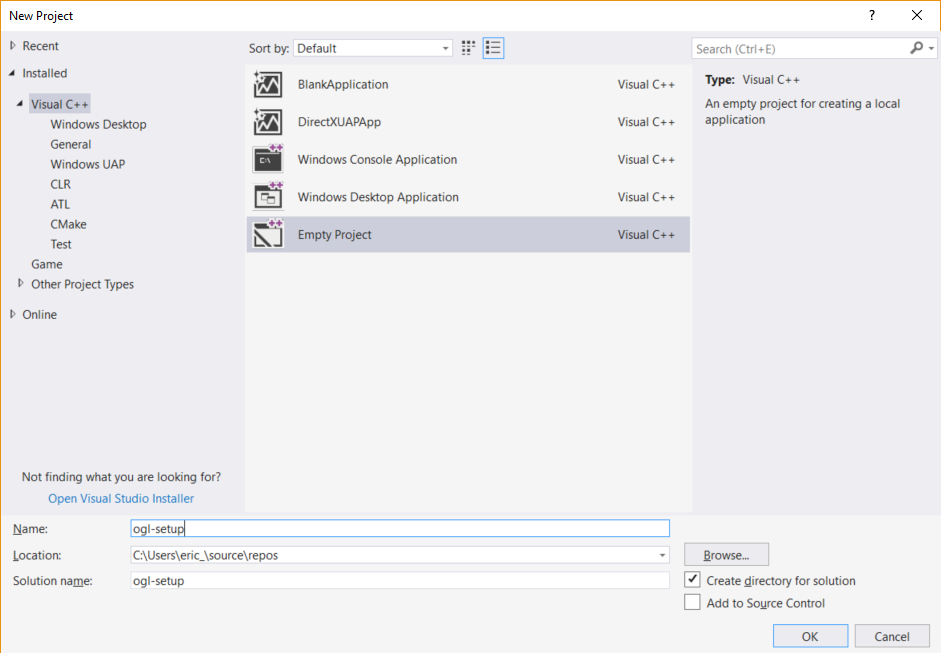 New Project
?
Recent
Installed
Visual C++
Windows Desktop
General
Windows UAP
CLR
ATL
CMake
Test
Game
Other Project Types
Online
Not finding what you are looking for?
Open Visual Studio Installer
Sort by: Default
BlankApplication Visual C++
DirectXUAPApp Visual C++
Windows Console Application Visual C++
Windows Desktop Application Visual C++
Empty Project Visual C++
Search (Ctrl+E)
Type: Visual C++
An empty project for creating a local
application
Name: ogl-setup
Location: C:\Users\eric_\source\repos
Browse...
Solution name: ogl-setup
Create directory for solution
Add to Source Control
OK Cancel